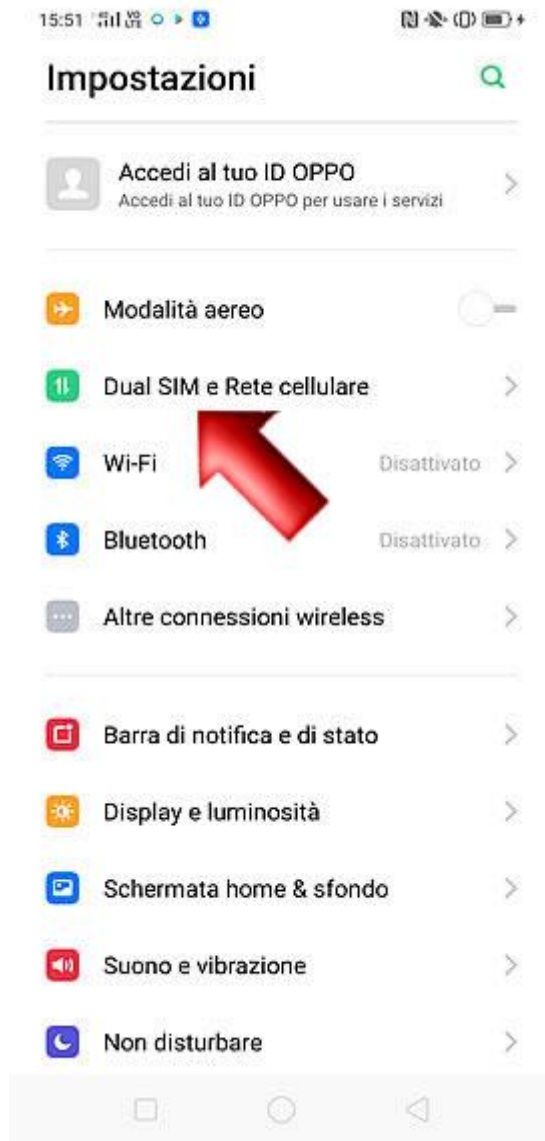 15:51
Impostazioni
Accedi al tuo ID OPPO
Accedi al tuo ID OPPO per usare i servizi
Modalità aereo
Dual SIM e Rete cellulare
Wi-Fi Disattivato
Bluetooth Disattivato
Altre connessioni wireless
Barra di notifica e di stato
Display e luminosità
Schermata home & sfondo
Suono e vibrazione
Non disturbare